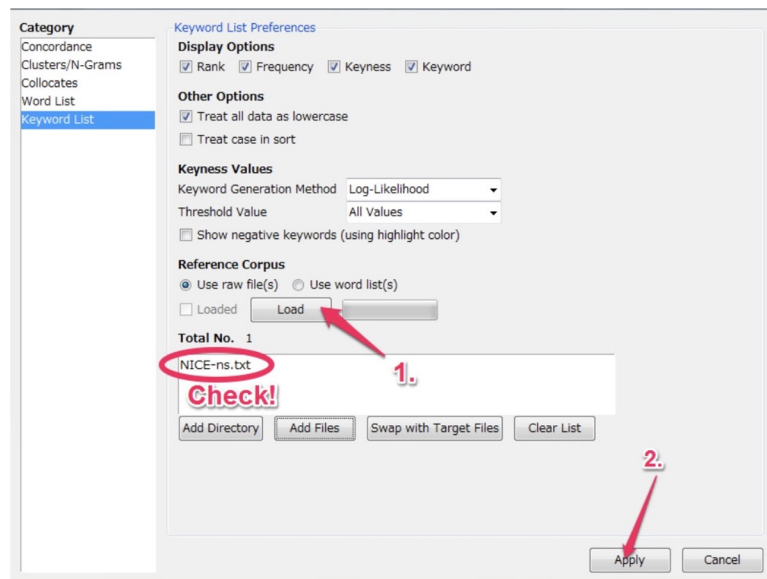 Category
Concordance
Clusters/N-Grams
Collocates
Word List
Keyword List
Keyword List Preferences
Display Options
Rank Frequency Keyness Keyword
Other Options
Treat all data as lowercase
Treat case in sort
Keyness Values
Keyword Generation Method Log-Likelihood
Threshold Value All Values
Show negative keywords (using highlight color)
Reference Corpus
Use raw file(s) Use word list(s)
Loaded Load
Total No. 1
NICE-ns.txt
1.
Check!
Add Directory Add Files Swap with Target Files Clear List
2.
Apply Cancel